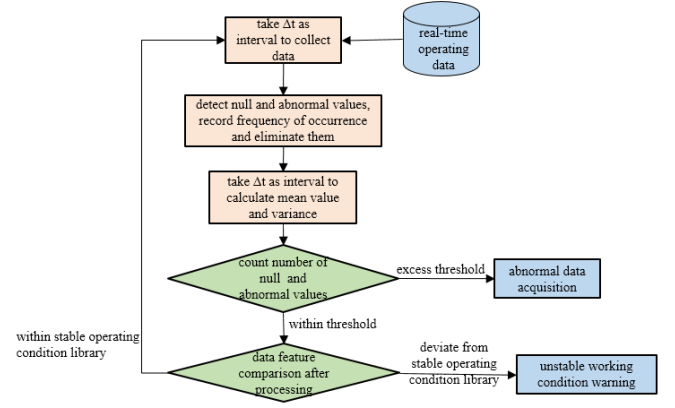 take Δt as
interval to collect
data
real-time
operating
data
detect null and abnormal values,
record frequency of occurrence
and eliminate them
take Δt as interval to
calculate mean value
and variance
count number of
null and
abnormal values
excess threshold
abnormal data
acquisition
within threshold
within stable operating
condition library
data feature
comparison after
processing
deviate from
stable operating
condition library
unstable working
condition warning